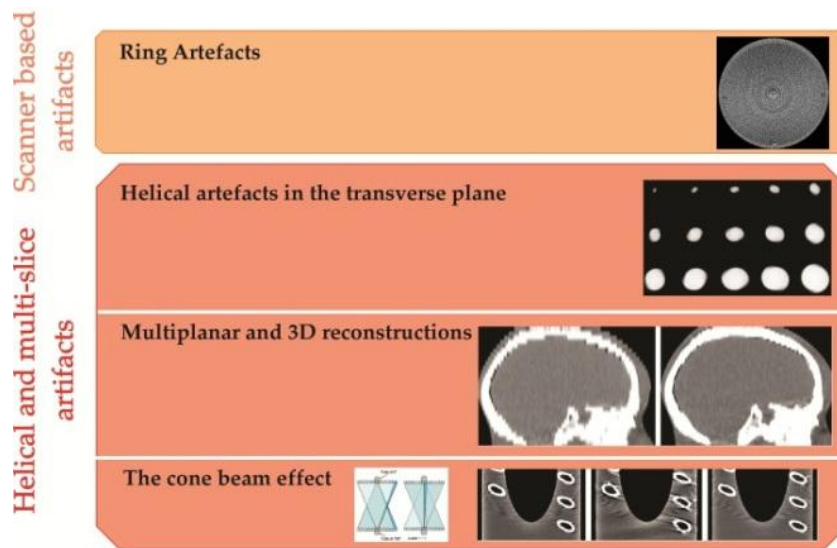 Scanner based
artifacts
Ring Artefacts
Helical and multi-slice
artifacts
Helical artefacts in the transverse plane
Multiplanar and 3D reconstructions
The cone beam effect